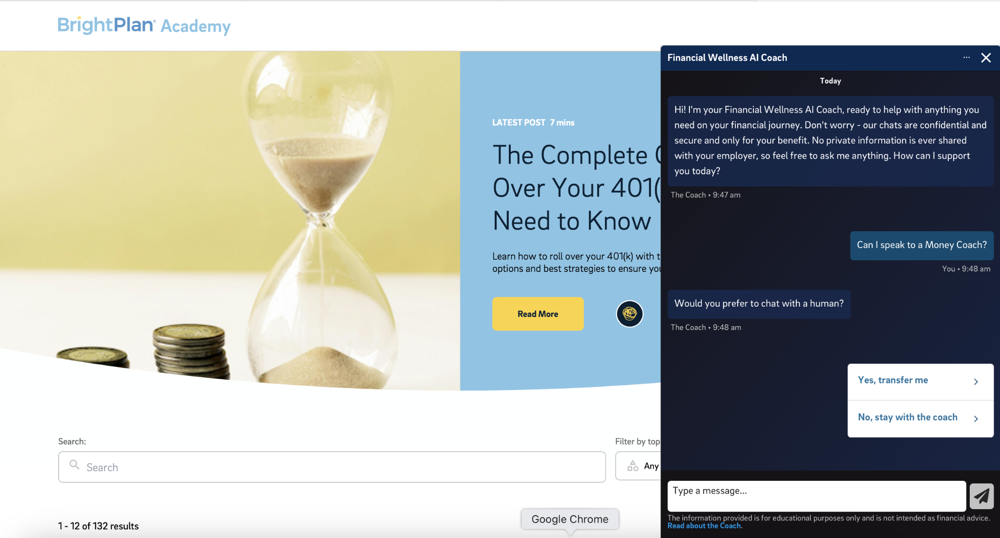 BrightPlan® Academy
LATEST POST 7 mins
The Complete
Over Your 401(
Need to Know
Learn how to roll over your 401(k) with
options and best strategies to ensure
Read More
Search:
Search
Filter by
Any
1 - 12 of 132 results
Google Chrome
Financial Wellness AI Coach
Today
Hi! I'm your Financial Wellness AI Coach, ready to help with anything you
need on your financial journey. Don't worry - our chats are confidential and
secure and only for your benefit. No private information is ever shared
with your employer, so feel free to ask me anything. How can I support
you today?
The Coach • 9:47 am
Can I speak to a Money Coach?
You • 9:48 am
Would you prefer to chat with a human?
The Coach • 9:48 am
Yes, transfer me
No, stay with the coach
Type a message...
The information provided is for educational purposes only and is not intended as financial advice.
Read about the Coach.